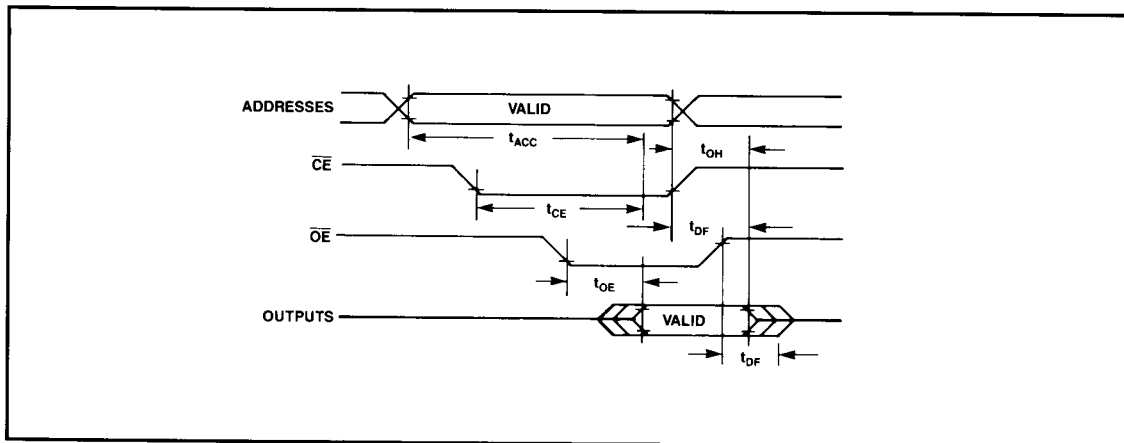 ADDRESSES
VALID
tACC
tOH
CE
tCE
tDF
OE
tOE
OUTPUTS
VALID
tDF